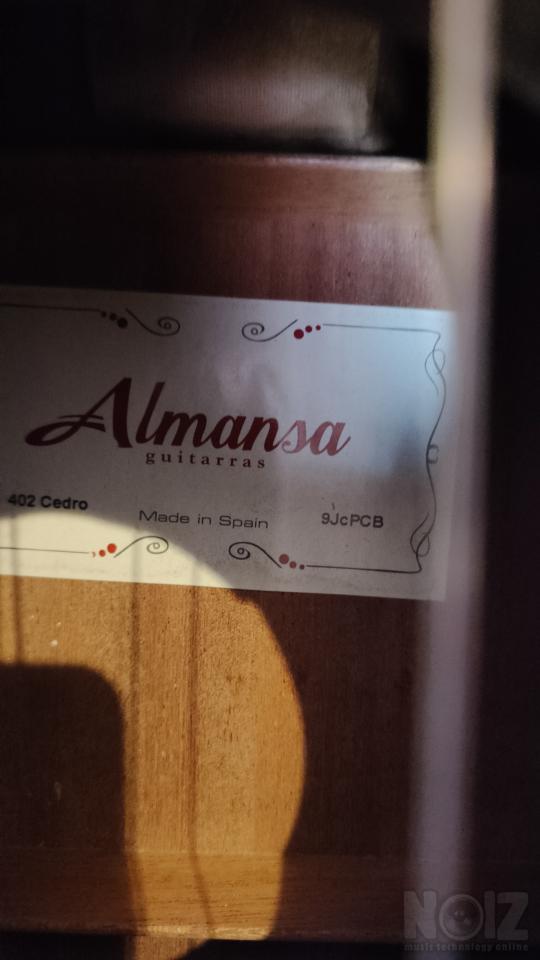 Almansa
guitarras
402 Cedro
Made in Spain
9JcPCB
NOIZ
music technology online